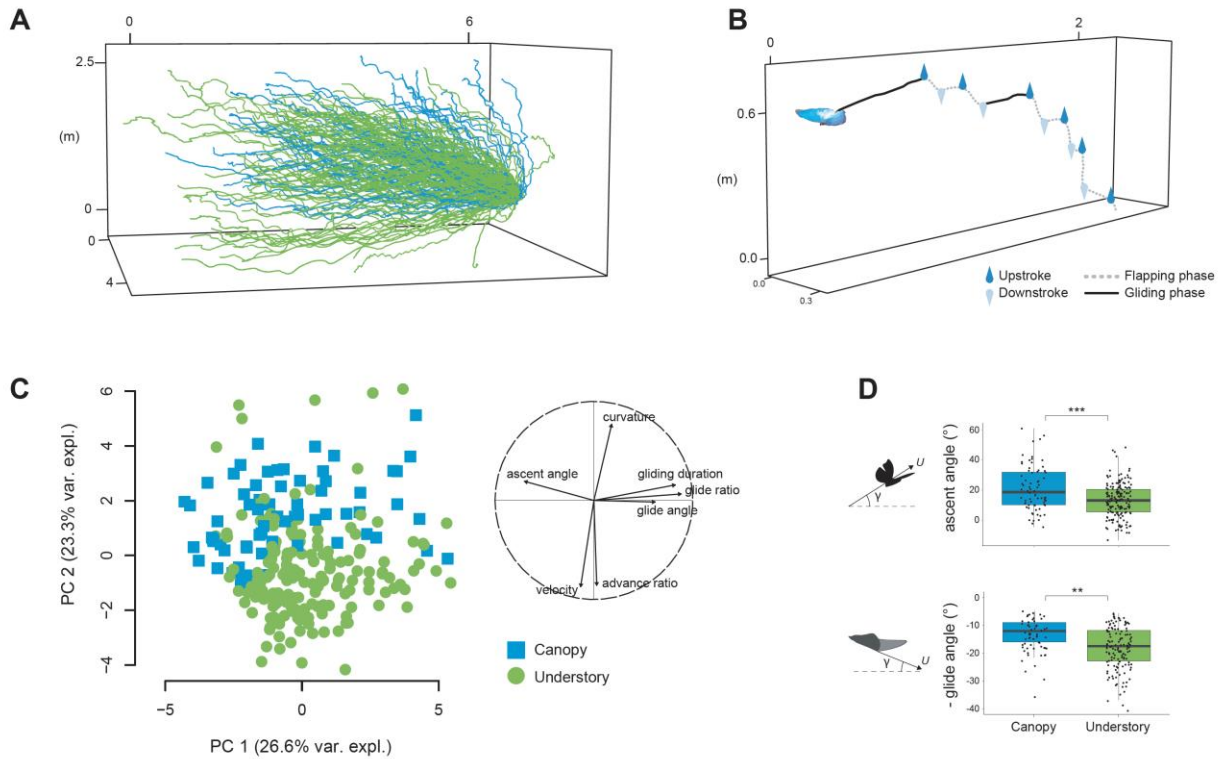 A
0
6
2.5
(m)
0
0
4
B
0
2
0.6
(m)
0.0
0.0
0.3
Upstroke
Downstroke
Flapping phase
Gliding phase
C
PC 2 (23.3% var. expl.)
6
4
2
0
−2
−4
−5
0
5
PC 1 (26.6% var. expl.)
curvature
ascent angle
gliding duration
glide ratio
glide angle
velocity
advance ratio
Canopy
Understory
D
U
γ
ascent angle (°)
60
40
20
0
***
U
γ
- glide angle (°)
0
-10
-20
-30
-40
**
Canopy
Understory